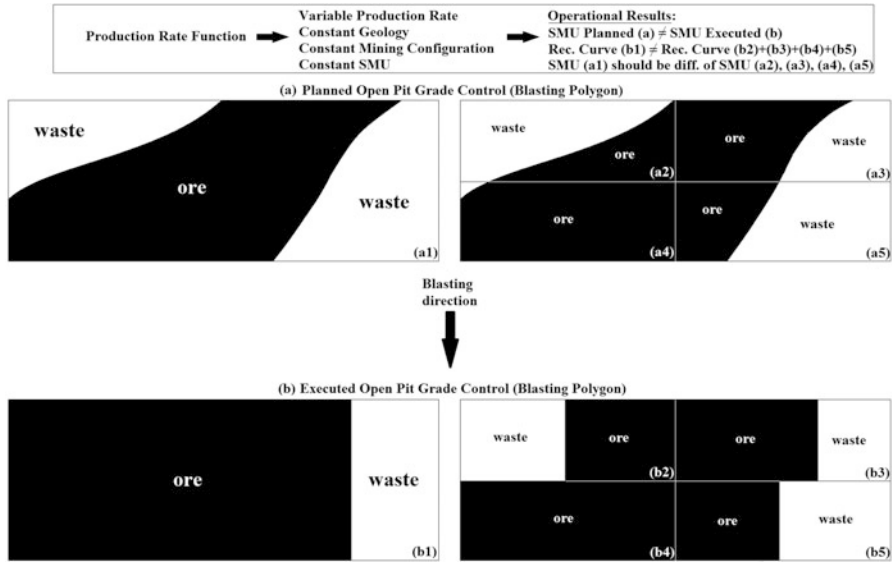 Production Rate Function
Variable Production Rate
Constant Geology
Constant Mining Configuration
Constant SMU
Operational Results:
SMU Planned (a) ≠ SMU Executed (b)
Rec. Curve (b1) ≠ Rec. Curve (b2)+(b3)+(b4)+(b5)
SMU (a1) should be diff. of SMU (a2), (a3), (a4), (a5)
(a) Planned Open Pit Grade Control (Blasting Polygon)
waste
ore
waste
(a1)
waste
ore
(a2)
ore
waste
(a3)
ore
(a4)
ore
waste
(a5)
Blasting
direction
(b) Executed Open Pit Grade Control (Blasting Polygon)
ore
waste
(b1)
waste
ore
(b2)
ore
waste
(b3)
ore
(b4)
ore
waste
(b5)